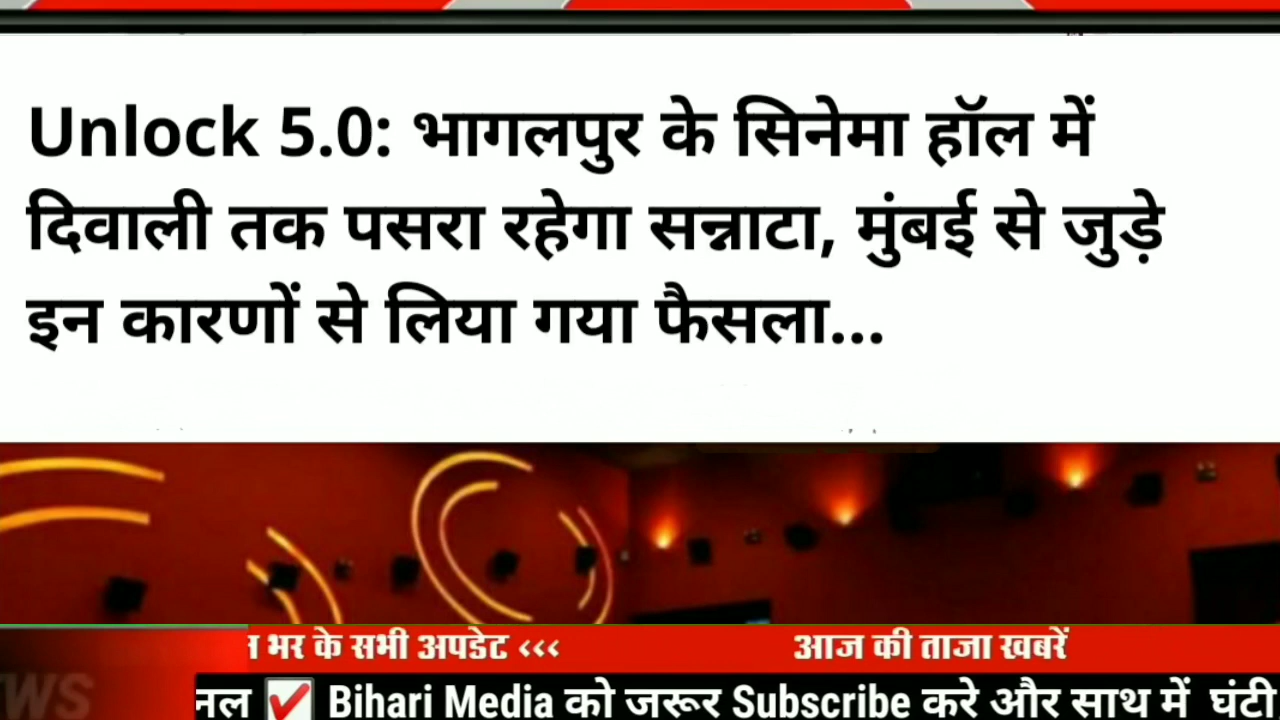 Unlock 5.0: भागलपुर के सिनेमा हॉल में
दिवाली तक पसरा रहेगा सन्नाटा, मुंबई से जुड़े
इन कारणों से लिया गया फैसला...
भर के सभी अपडेट <<< आज की ताजा खबरें
नल ✅ Bihari Media को जरूर Subscribe करे और साथ में घंटी